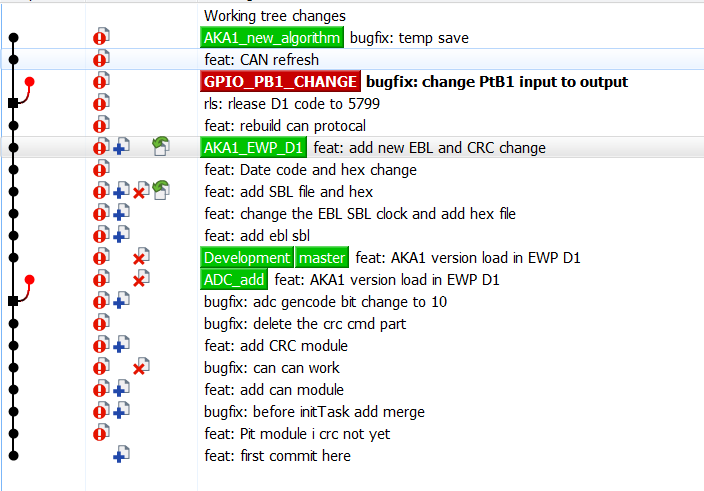 Working tree changes
AKA1_new_algorithm bugfix: temp save
feat: CAN refresh
GPIO_PB1_CHANGE bugfix: change PtB1 input to output
rls: rlease D1 code to 5799
feat: rebuild can protocal
AKA1_EWP_D1 feat: add new EBL and CRC change
feat: Date code and hex change
feat: add SBL file and hex
feat: change the EBL SBL clock and add hex file
feat: add ebl sbl
Development master feat: AKA1 version load in EWP D1
ADC_add feat: AKA1 version load in EWP D1
bugfix: adc gencode bit change to 10
bugfix: delete the crc cmd part
feat: add CRC module
bugfix: can can work
feat: add can module
bugfix: before initTask add merge
feat: Pit module i crc not yet
feat: first commit here